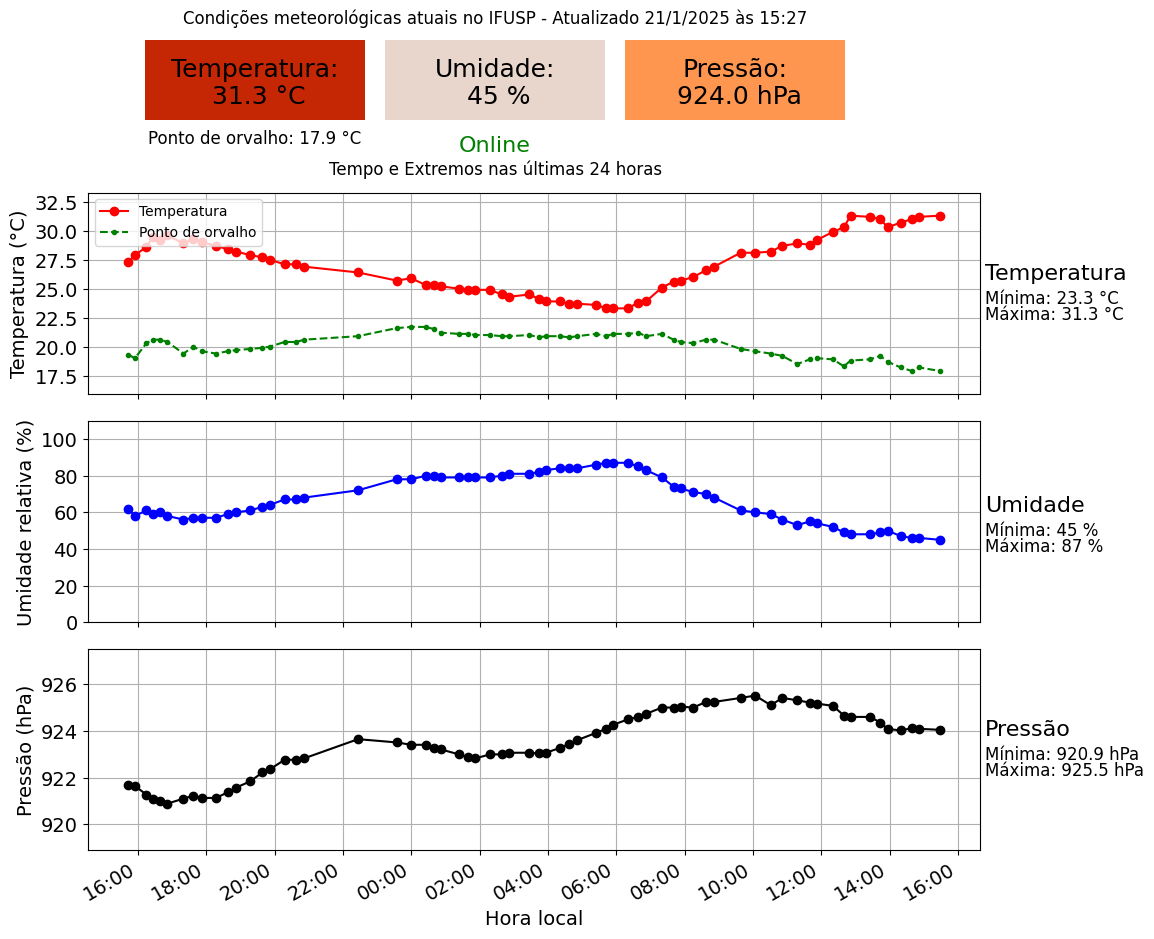 Condições meteorológicas atuais no IFUSP - Atualizado 21/1/2025 às 15:27
Temperatura:
31.3 °C
Umidade:
45 %
Pressão:
924.0 hPa
Ponto de orvalho: 17.9 °C
Online
Tempo e Extremos nas últimas 24 horas
Temperatura (°C)
32.5
30.0
27.5
25.0
22.5
20.0
17.5
Temperatura
Ponto de orvalho
Temperatura
Mínima: 23.3 °C
Máxima: 31.3 °C
Umidade relativa (%)
100
80
60
40
20
0
Umidade
Mínima: 45 %
Máxima: 87 %
Pressão (hPa)
926
924
922
920
Pressão
Mínima: 920.9 hPa
Máxima: 925.5 hPa
16:00 18:00 20:00 22:00 00:00 02:00 04:00 06:00 08:00 10:00 12:00 14:00 16:00
Hora local